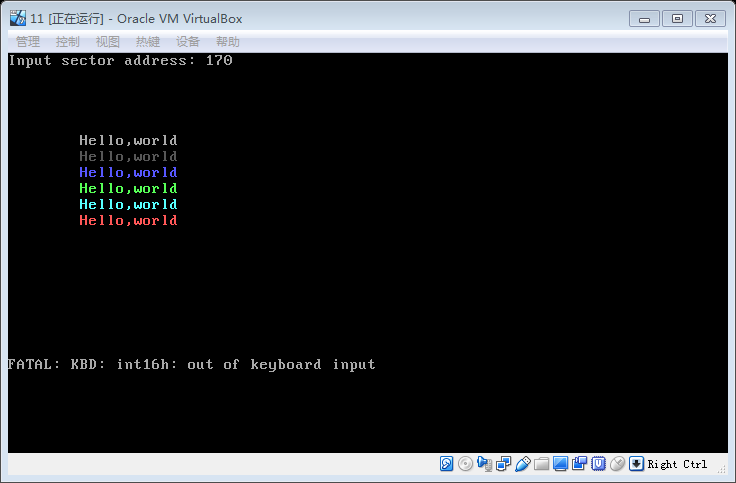 11 [正在运行] - Oracle VM VirtualBox
管理 控制 视图 热键 设备 帮助
Input sector address: 170
Hello,world
Hello,world
Hello,world
Hello,world
Hello,world
Hello,world
FATAL: KBD: int16h: out of keyboard input
Right Ctrl